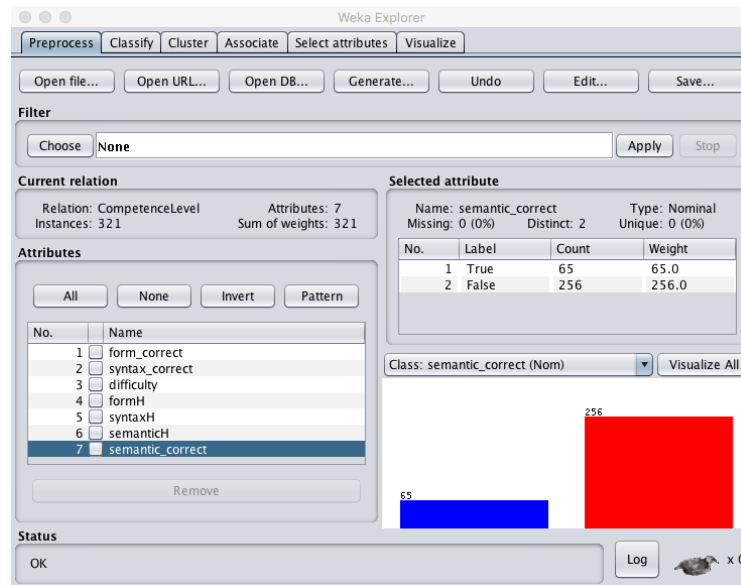 Weka Explorer
Preprocess Classify Cluster Associate Select attributes Visualize
Open file... Open URL... Open DB... Generate... Undo Edit... Save...
Filter
Choose None Apply Stop
Current relation
Relation: CompetenceLevel Attributes: 7
Instances: 321 Sum of weights: 321
Selected attribute
Name: semantic_correct Type: Nominal
Missing: 0 (0%) Distinct: 2 Unique: 0 (0%)
No. Label Count Weight
1 True 65 65.0
2 False 256 256.0
Attributes
All None Invert Pattern
No. Name
1 form_correct
2 syntax_correct
3 difficulty
4 formH
5 syntaxH
6 semanticH
7 semantic_correct
Remove
Class: semantic_correct (Nom) Visualize All
65
256
Status
OK
Log
x 0